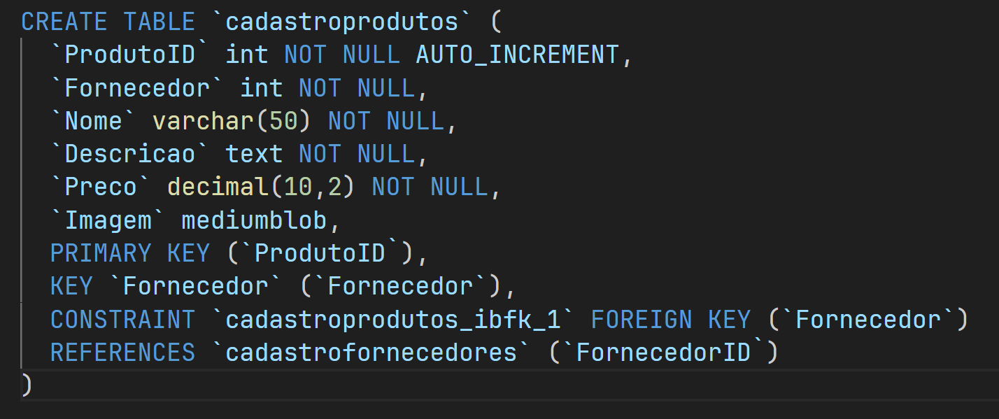 CREATE TABLE `cadastroprodutos` (
  `ProdutoID` int NOT NULL AUTO_INCREMENT,
  `Fornecedor` int NOT NULL,
  `Nome` varchar(50) NOT NULL,
  `Descricao` text NOT NULL,
  `Preco` decimal(10,2) NOT NULL,
  `Imagem` mediumblob,
  PRIMARY KEY (`ProdutoID`),
  KEY `Fornecedor` (`Fornecedor`),
  CONSTRAINT `cadastroprodutos_ibfk_1` FOREIGN KEY (`Fornecedor`)
  REFERENCES `cadastrofornecedores` (`FornecedorID`)
)